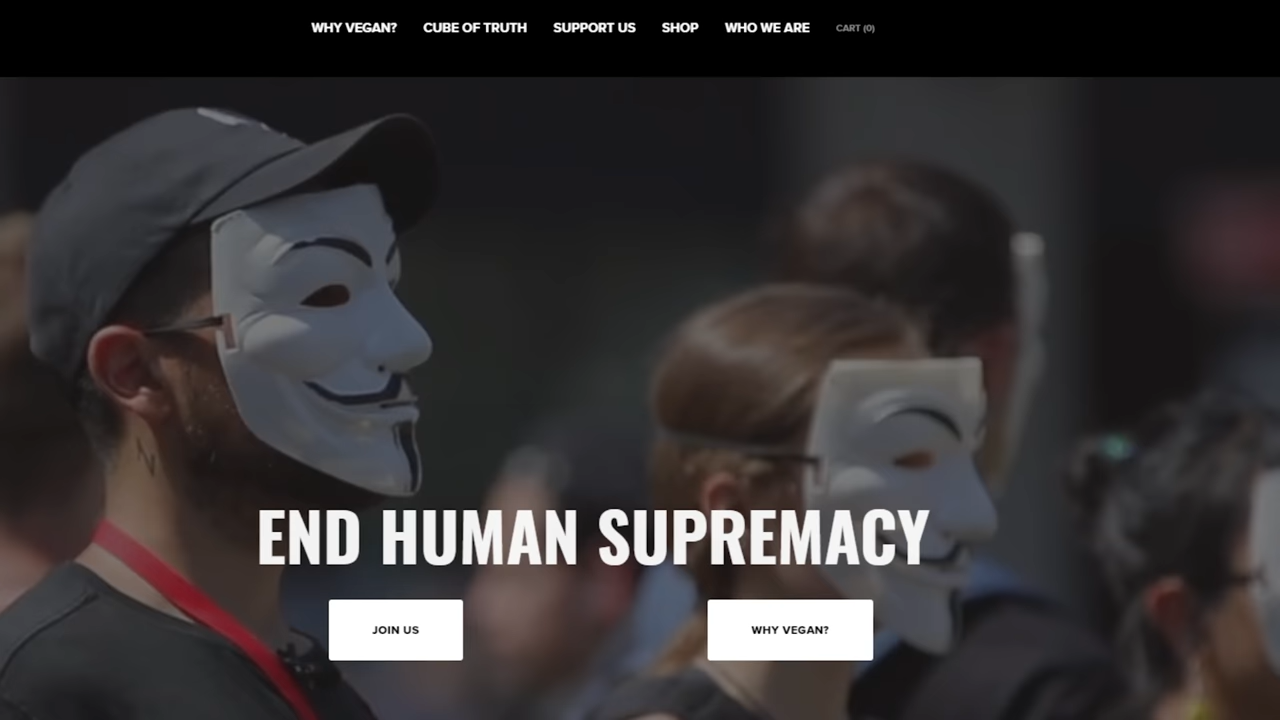 WHY VEGAN? CUBE OF TRUTH SUPPORT US SHOP WHO WE ARE CART (0)
END HUMAN SUPREMACY
JOIN US WHY VEGAN?